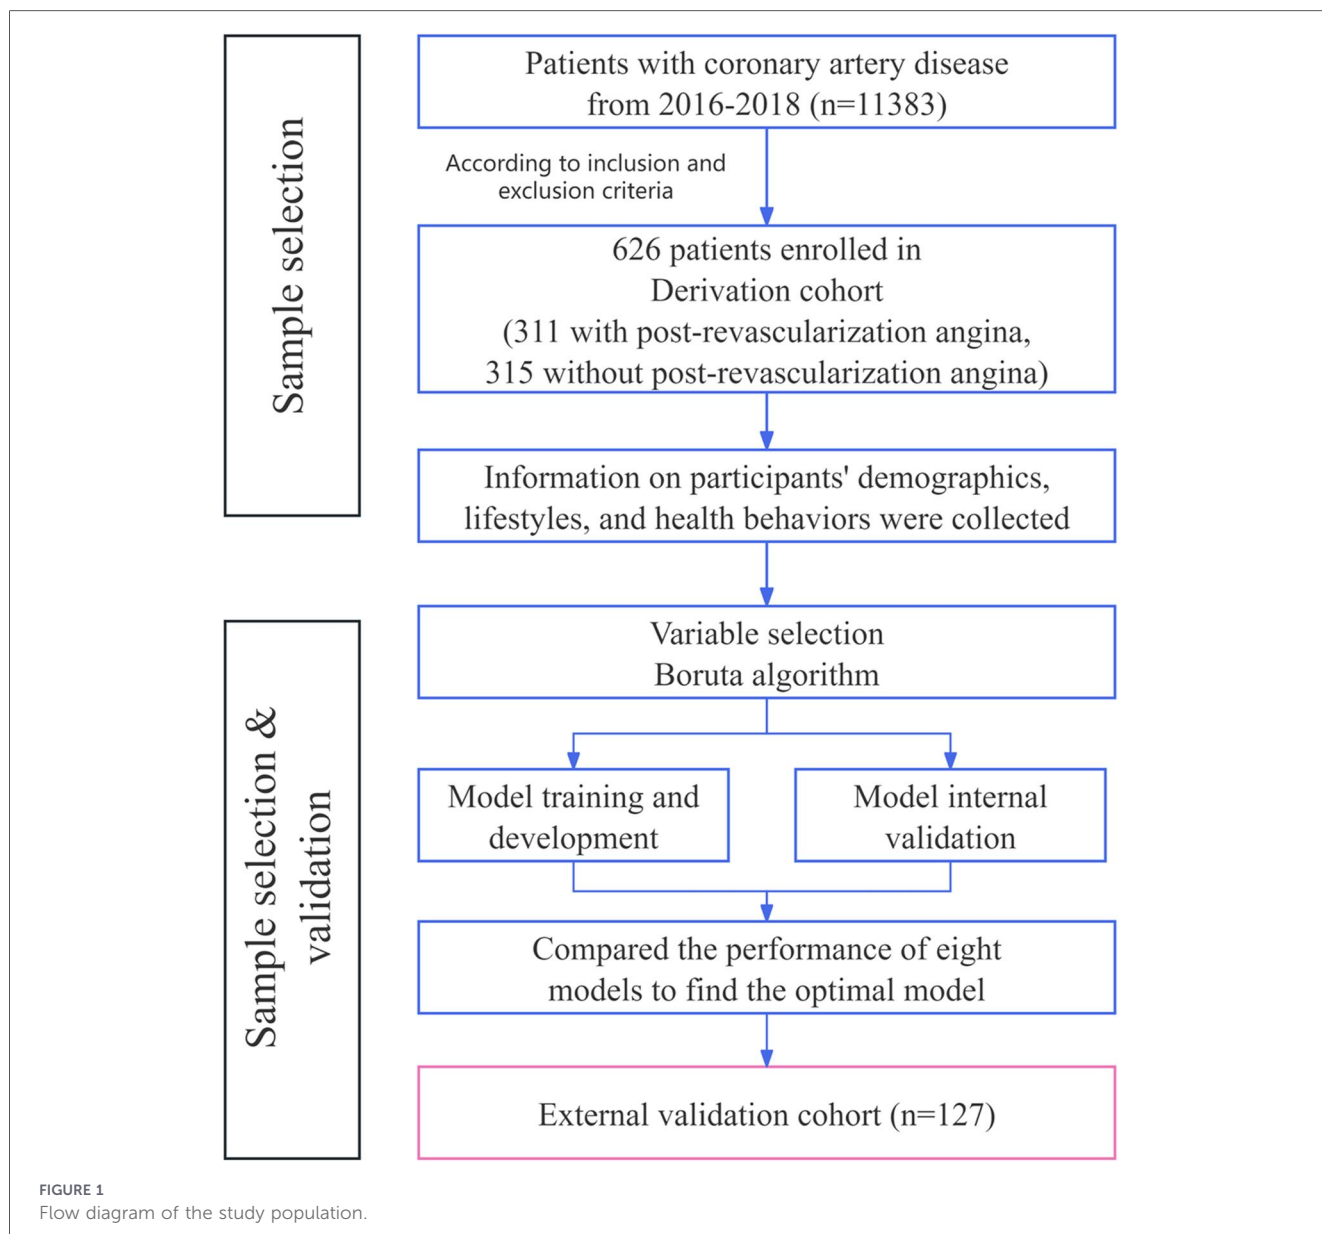 Sample selection
Patients with coronary artery disease
from 2016-2018 (n=11383)
According to inclusion and
exclusion criteria
626 patients enrolled in
Derivation cohort
(311 with post-revascularization angina,
315 without post-revascularization angina)
Information on participants' demographics,
lifestyles, and health behaviors were collected
Sample selection &
validation
Variable selection
Boruta algorithm
Model training and
development
Model internal
validation
Compared the performance of eight
models to find the optimal model
External validation cohort (n=127)
FIGURE 1
Flow diagram of the study population.